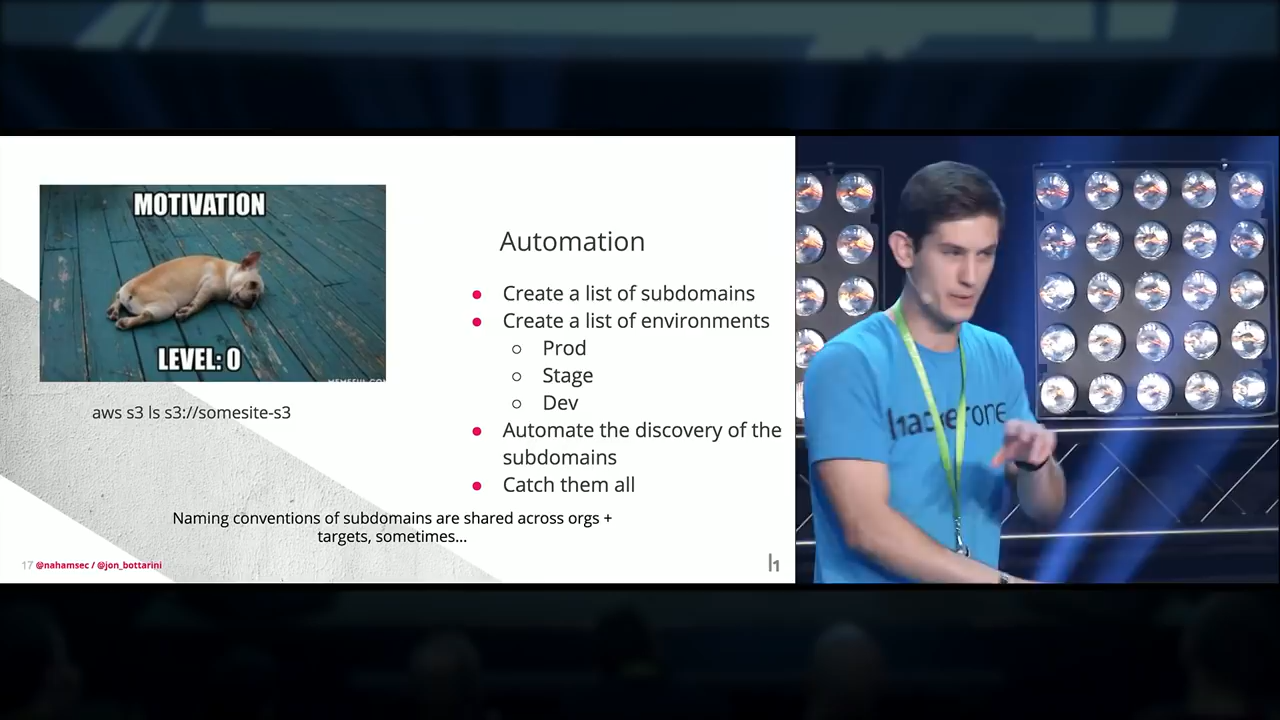 MOTIVATION
LEVEL: 0
aws s3 ls s3://somesite-s3
Automation
Create a list of subdomains
Create a list of environments
Prod
Stage
Dev
Automate the discovery of the
subdomains
Catch them all
Naming conventions of subdomains are shared across orgs +
targets, sometimes...
17 @nahamsec / @jon_bottarini
h1
hackerone